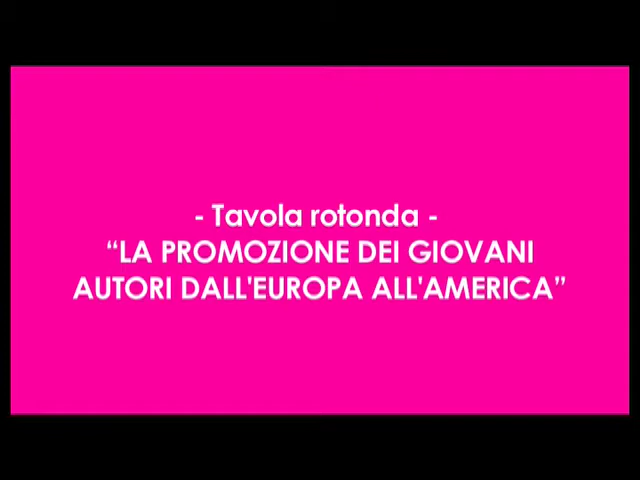 - Tavola rotonda -
“LA PROMOZIONE DEI GIOVANI
AUTORI DALL'EUROPA ALL'AMERICA”